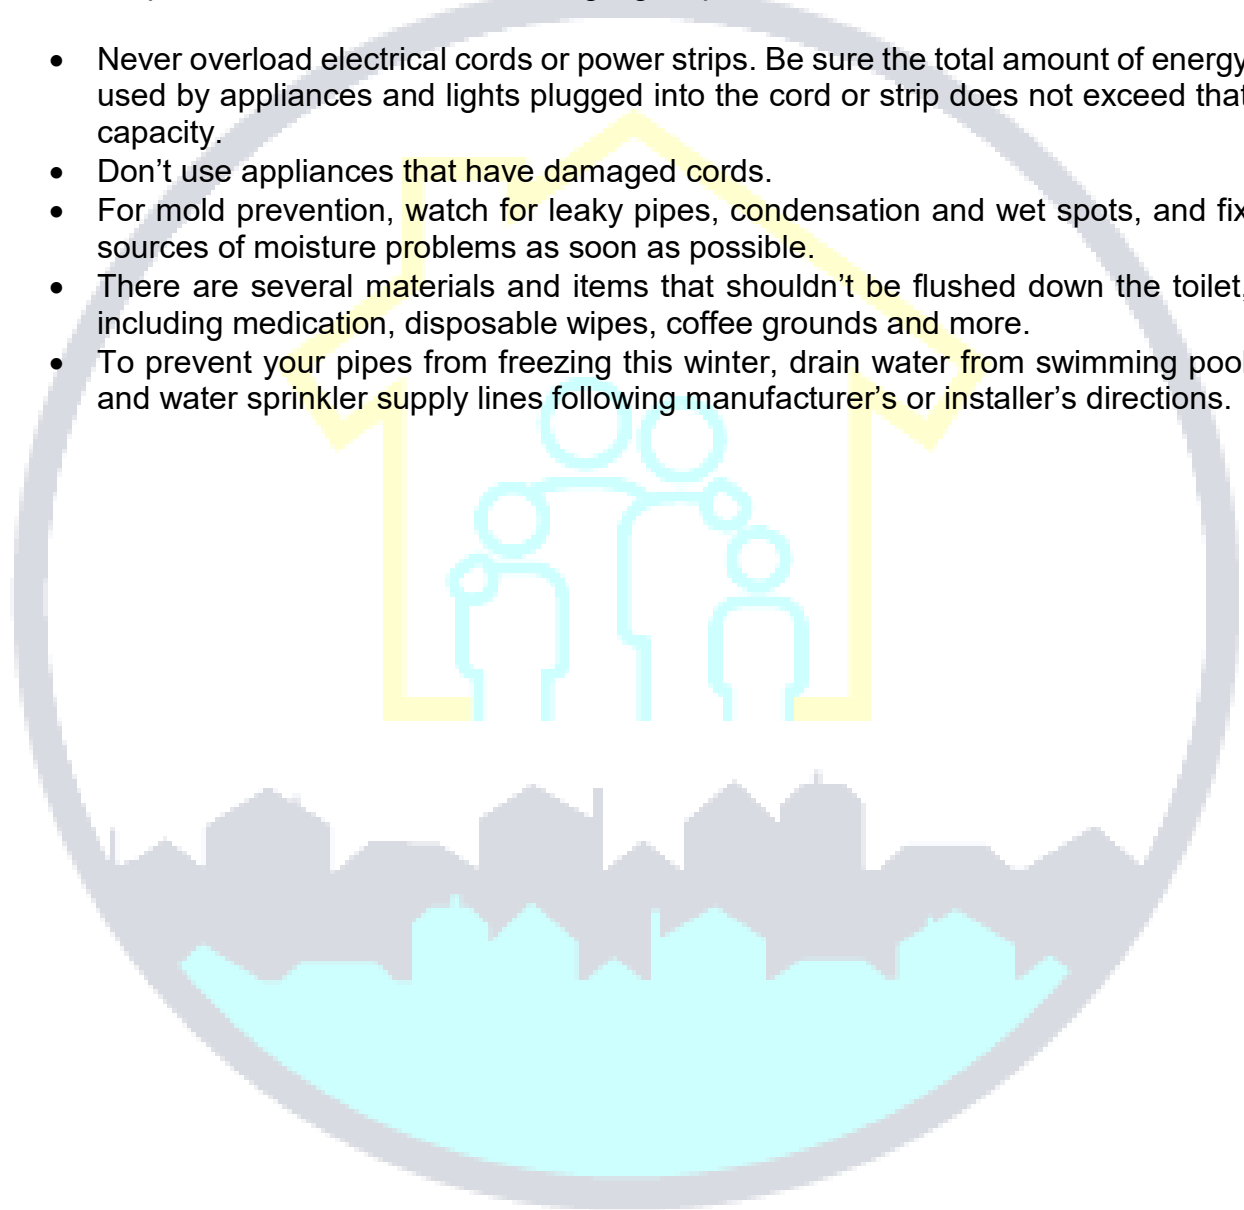 • Never overload electrical cords or power strips. Be sure the total amount of energy
used by appliances and lights plugged into the cord or strip does not exceed that
capacity.
• Don’t use appliances that have damaged cords.
• For mold prevention, watch for leaky pipes, condensation and wet spots, and fix
sources of moisture problems as soon as possible.
• There are several materials and items that shouldn’t be flushed down the toilet,
including medication, disposable wipes, coffee grounds and more.
• To prevent your pipes from freezing this winter, drain water from swimming pool
and water sprinkler supply lines following manufacturer’s or installer’s directions.